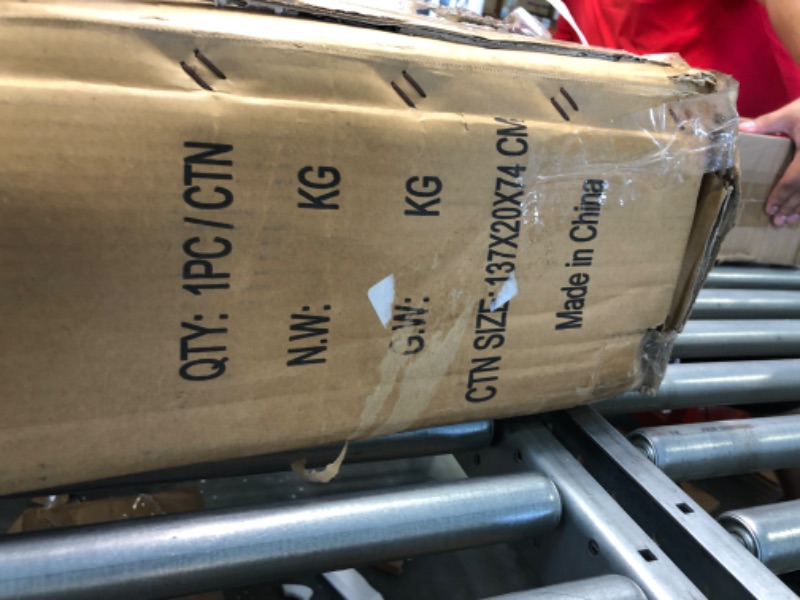 QTY: 1PC / CTN
N.W: KG
G.W: KG
CTN SIZE: 137X20X74 CM
Made in China